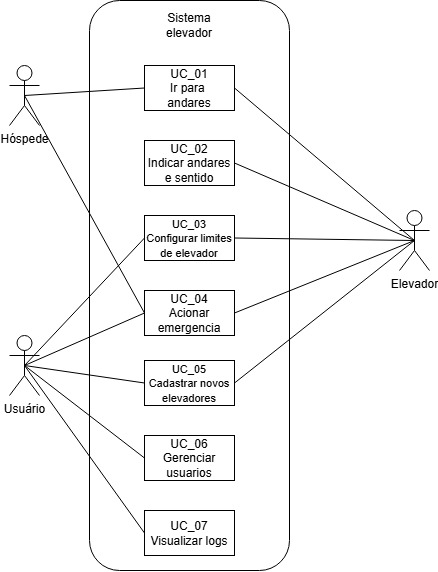 Sistema
elevador
UC_01
Ir para
andares
Hóspede
UC_02
Indicar andares
e sentido
UC_03
Configurar limites
de elevador
Elevador
UC_04
Acionar
emergencia
UC_05
Cadastrar novos
elevadores
Usuário
UC_06
Gerenciar
usuarios
UC_07
Visualizar logs